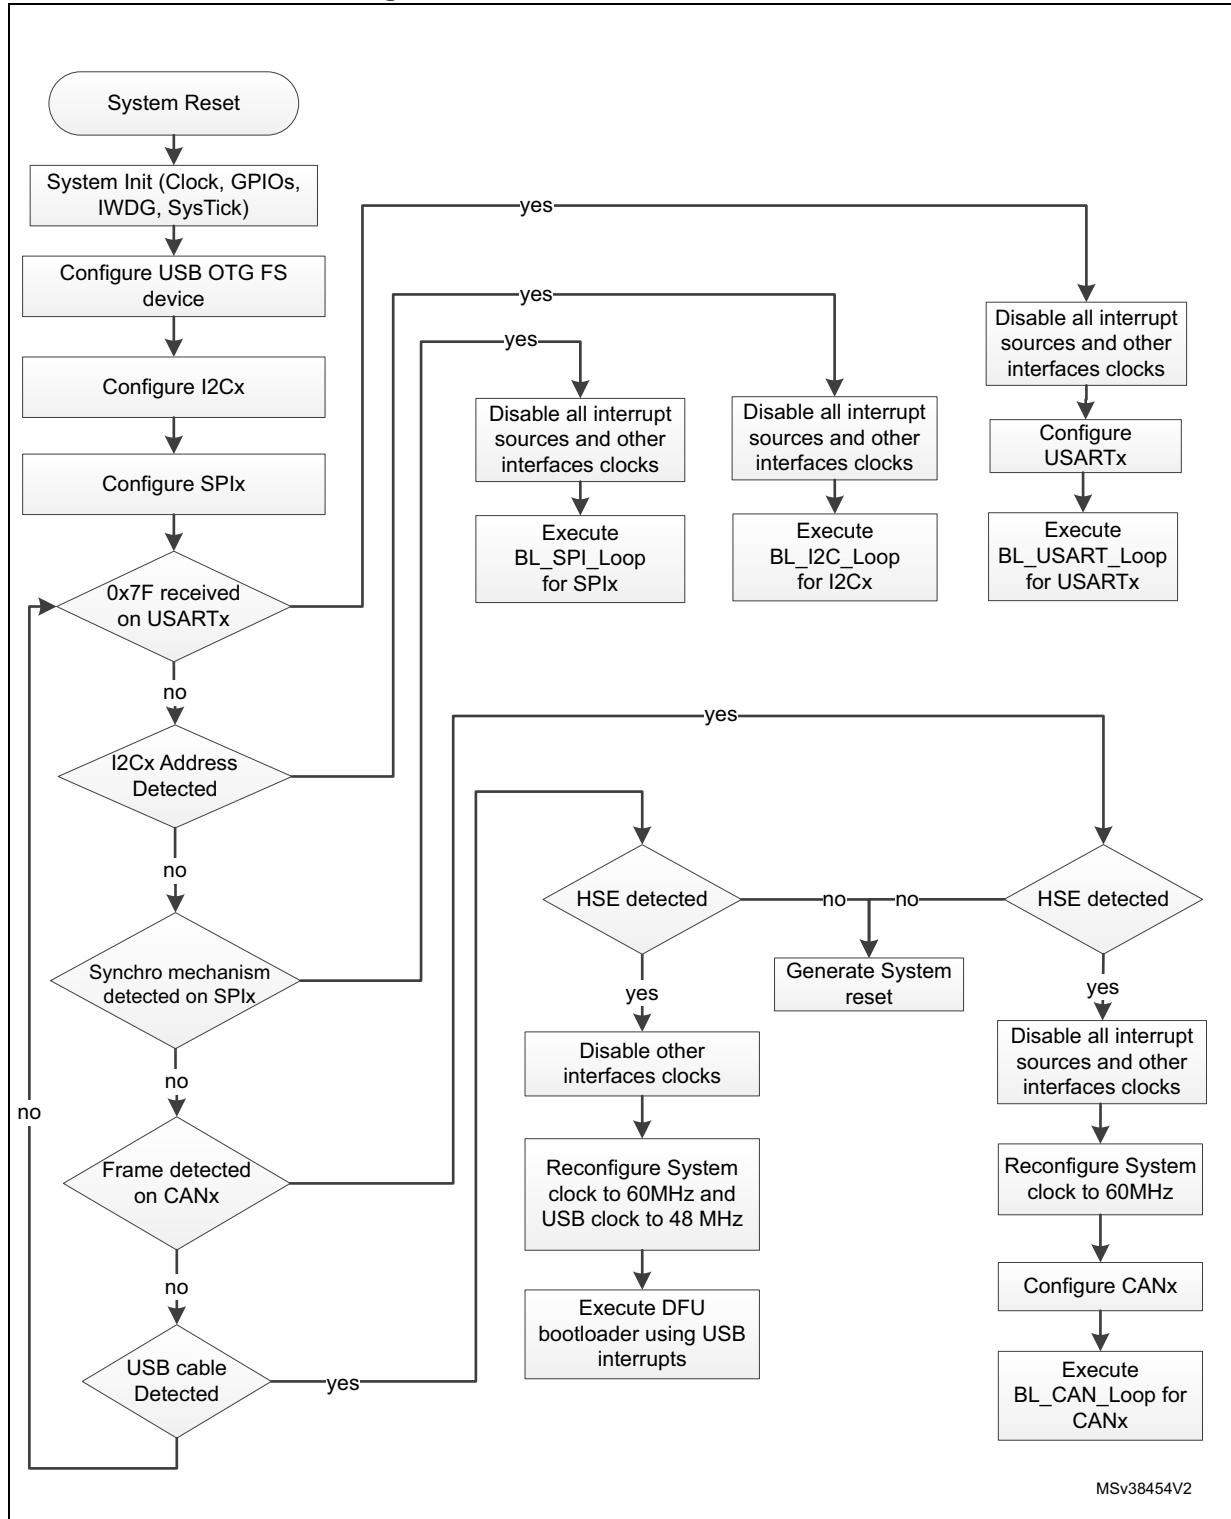 System Reset
System Init (Clock, GPIOs,
IWDG, SysTick)
Configure USB OTG FS
device
Configure I2Cx
Configure SPIx
0x7F received
on USARTx
yes
no
I2Cx Address
Detected
yes
no
Synchro mechanism
detected on SPIx
yes
no
Frame detected
on CANx
yes
no
USB cable
Detected
yes
no
Disable all interrupt
sources and other
interfaces clocks
Execute
BL_SPI_Loop
for SPIx
Disable all interrupt
sources and other
interfaces clocks
Execute
BL_I2C_Loop
for I2Cx
Disable all interrupt
sources and other
interfaces clocks
Configure
USARTx
Execute
BL_USART_Loop
for USARTx
HSE detected
no
no
HSE detected
Generate System
reset
yes
Disable other
interfaces clocks
Reconfigure System
clock to 60MHz and
USB clock to 48 MHz
Execute DFU
bootloader using USB
interrupts
yes
Disable all interrupt
sources and other
interfaces clocks
Reconfigure System
clock to 60MHz
Configure CANx
Execute
BL_CAN_Loop for
CANx
MSv38454V2